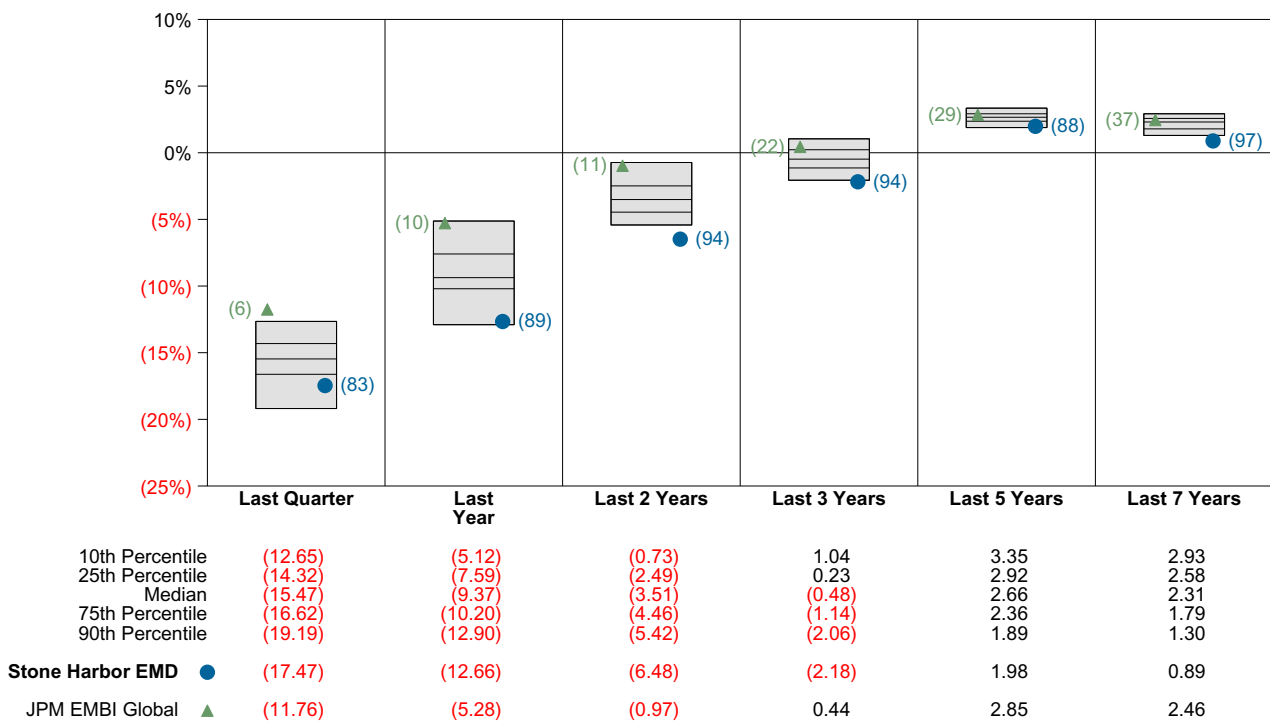 10%
5%
0%
(5%)
(10%)
(15%)
(20%)
(25%)
(6)
(83)
(10)
(89)
(11)
(94)
(22)
(94)
(29)
(88)
(37)
(97)
Last Quarter
Last
Year
Last 2 Years
Last 3 Years
Last 5 Years
Last 7 Years
10th Percentile (12.65) (5.12) (0.73) 1.04 3.35 2.93
25th Percentile (14.32) (7.59) (2.49) 0.23 2.92 2.58
Median (15.47) (9.37) (3.51) (0.48) 2.66 2.31
75th Percentile (16.62) (10.20) (4.46) (1.14) 2.36 1.79
90th Percentile (19.19) (12.90) (5.42) (2.06) 1.89 1.30
Stone Harbor EMD (17.47) (12.66) (6.48) (2.18) 1.98 0.89
JPM EMBI Global (11.76) (5.28) (0.97) 0.44 2.85 2.46